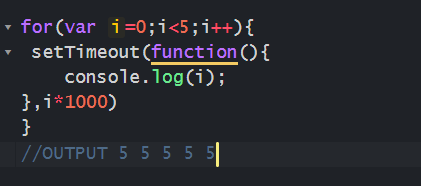 for(var i=0;i<5;i++){
setTimeout(function(){
console.log(i);
},i*1000)
}
//OUTPUT 5 5 5 5 5